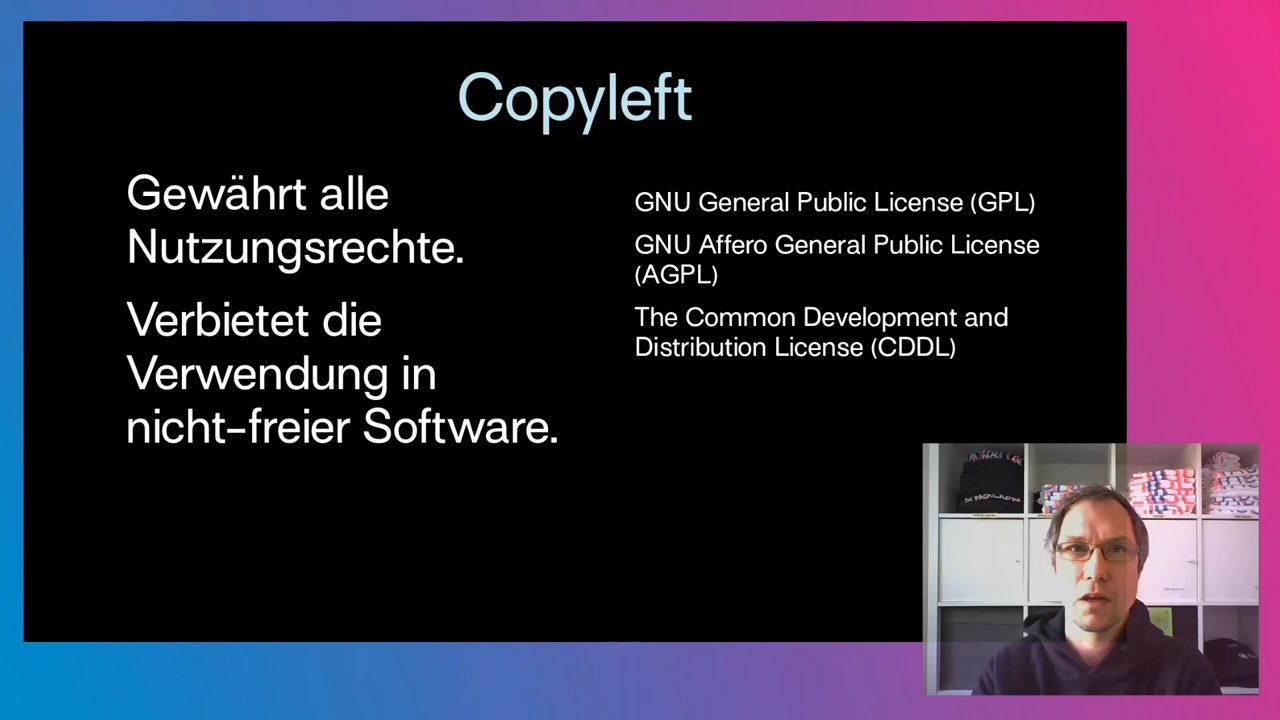 Copyleft
Gewährt alle
Nutzungsrechte.
Verbietet die
Verwendung in
nicht-freier Software.
GNU General Public License (GPL)
GNU Affero General Public License
(AGPL)
The Common Development and
Distribution License (CDDL)